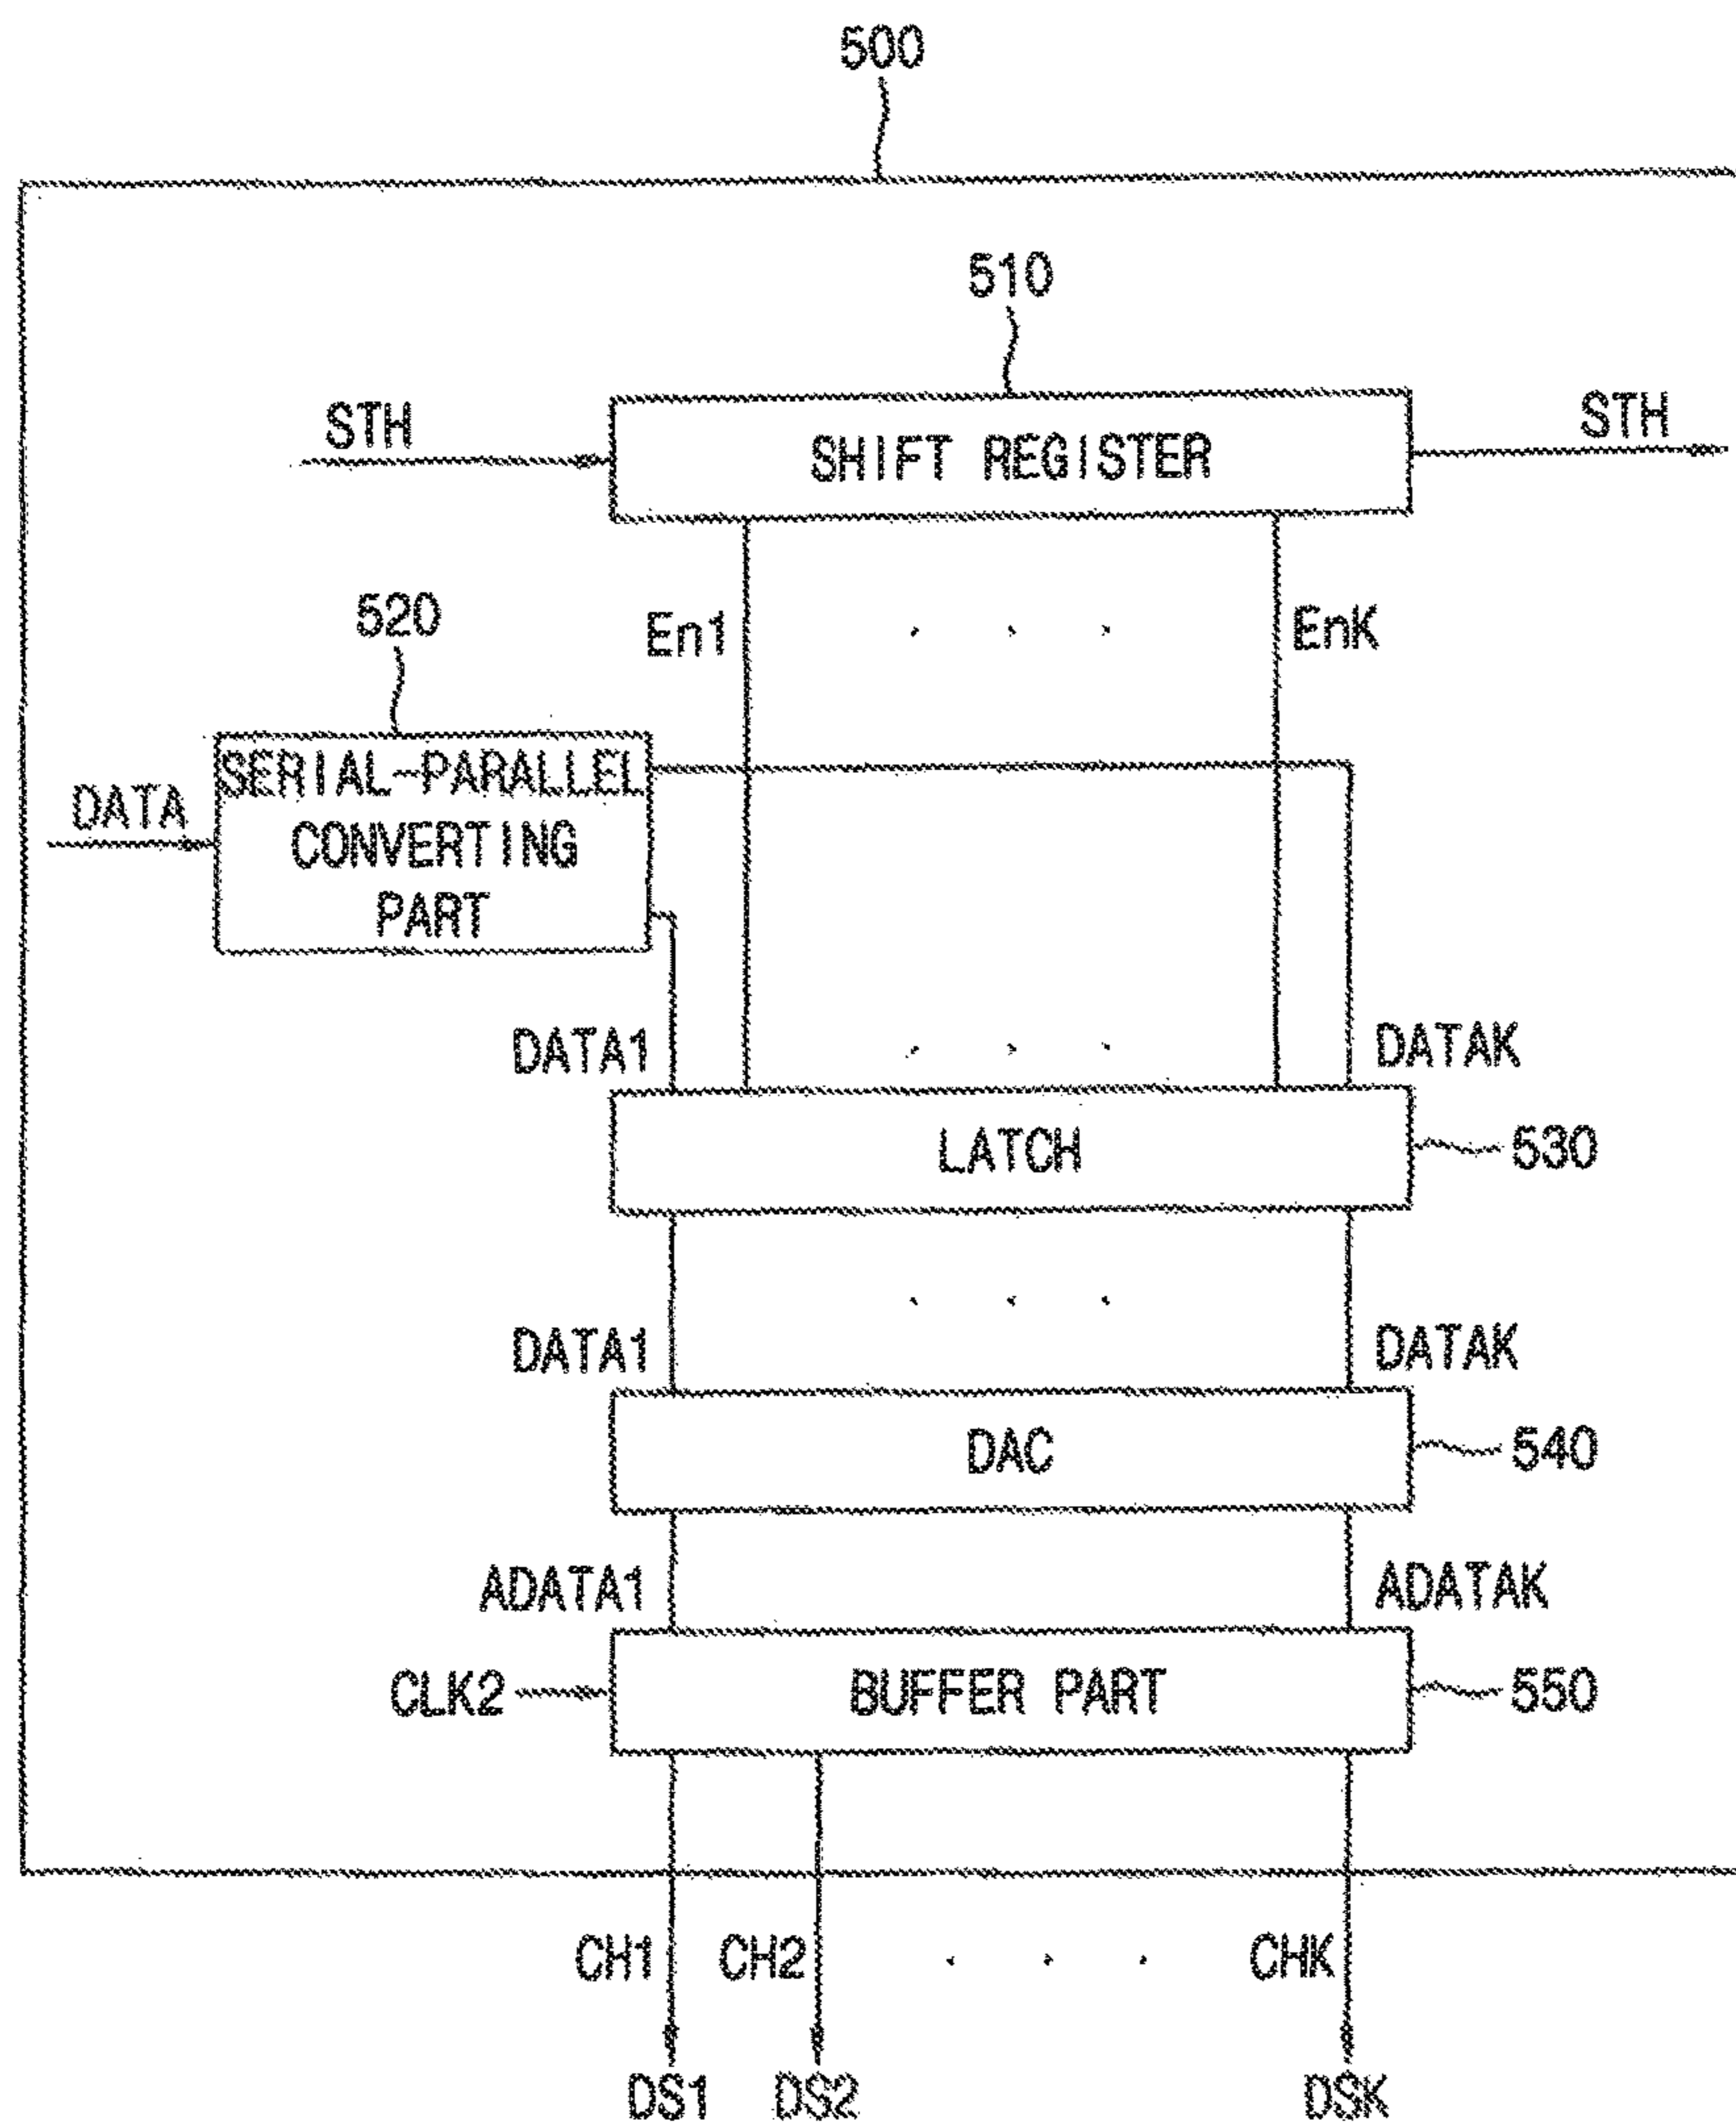 500
510
STH
SHIFT REGISTER
STH
520
En1
EnK
DATA
SERIAL-PARALLEL
CONVERTING
PART
DATA1
DATAK
LATCH
530
DATA1
DATAK
DAC
540
ADATA1
ADATAK
CLK2
BUFFER PART
550
CH1
CH2
CHK
DS1
DS2
DSK